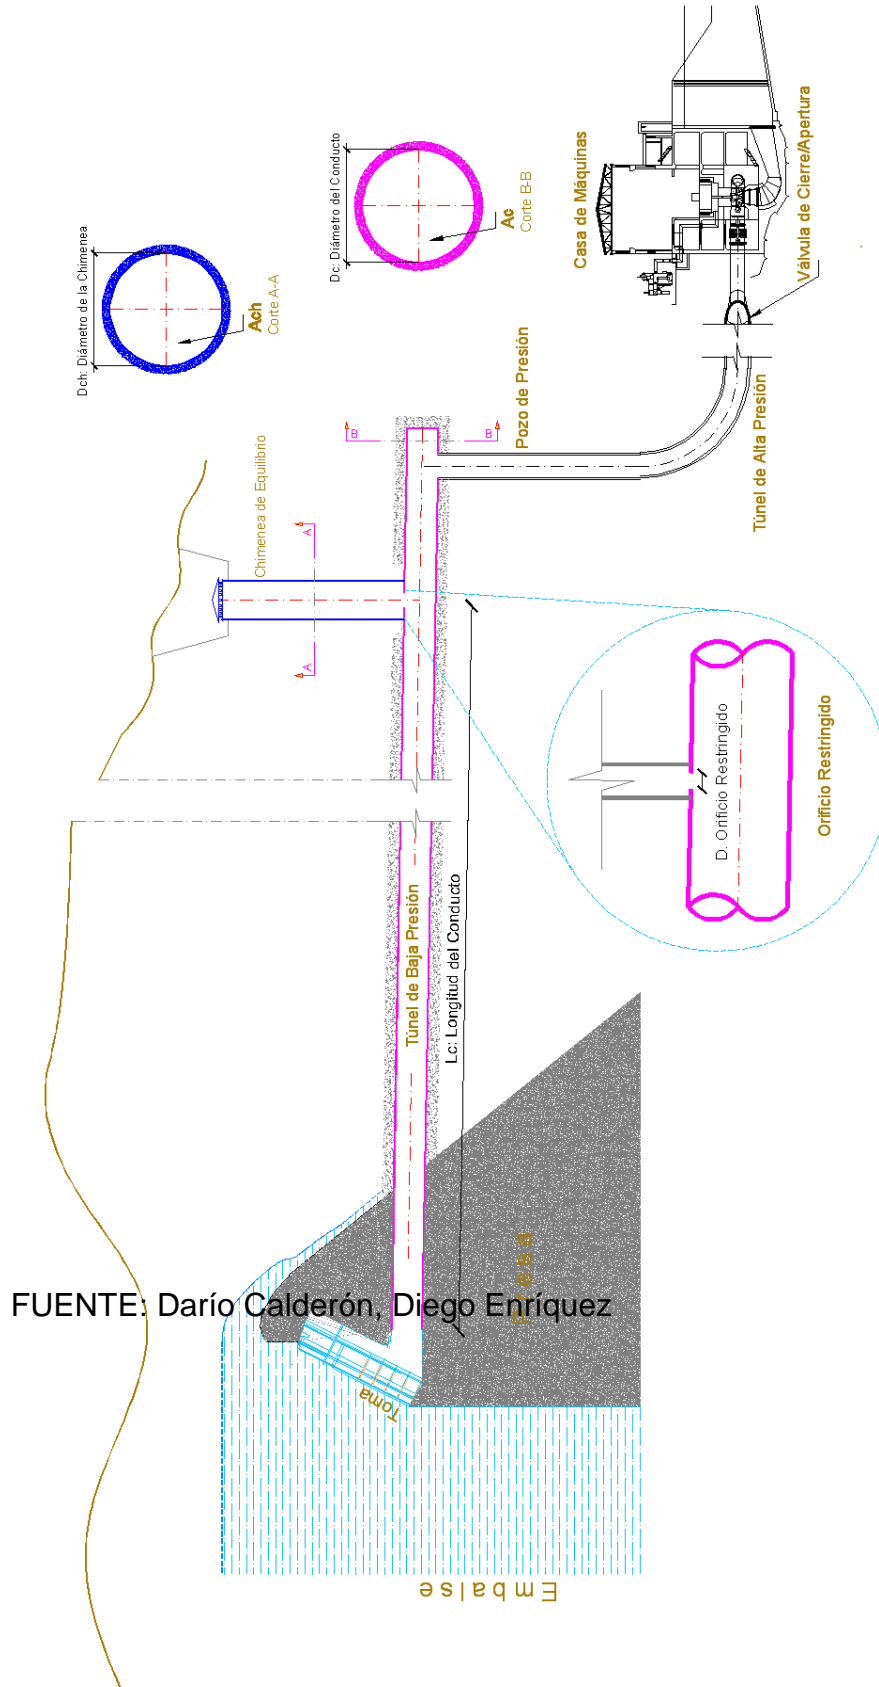 Dch: Diámetro de la Chimenea
Ach
Corte A-A
Dc: Diámetro del Conducto
Ac
Corte B-B
Casa de Máquinas
Válvula de Cierre/Apertura
Chimenea de Equilibrio
A
A
B
B
Pozo de Presión
Túnel de Alta Presión
Túnel de Baja Presión
Lc: Longitud del Conducto
D. Orificio Restringido
Orificio Restringido
Presa
Toma
Embalse
FUENTE: Darío Calderón, Diego Enríquez